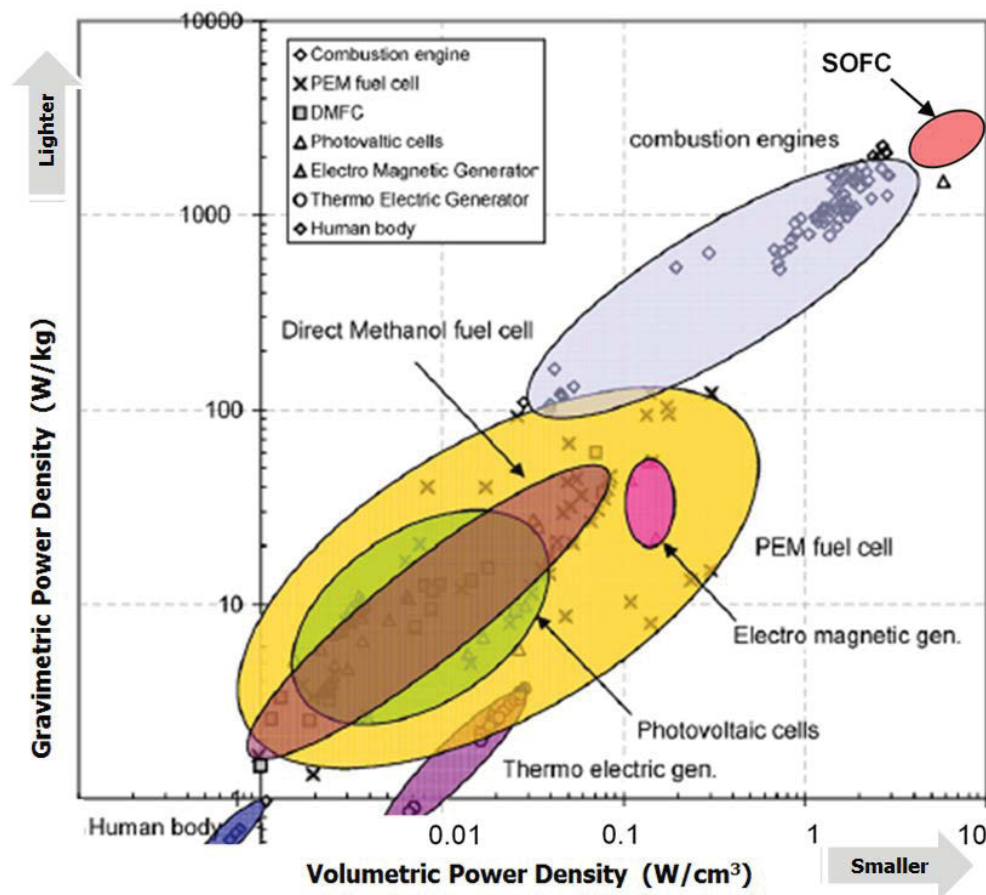 10000
Lighter
Combustion engine
PEM fuel cell
DMFC
Photovaltic cells
Electro Magnetic Generator
Thermo Electric Generator
Human body
SOFC
combustion engines
1000
Direct Methanol fuel cell
100
PEM fuel cell
10
Electro magnetic gen.
Photovoltaic cells
Thermo electric gen.
Human body
0.01
0.1
1
10
Gravimetric Power Density (W/kg)
Volumetric Power Density (W/cm³)
Smaller